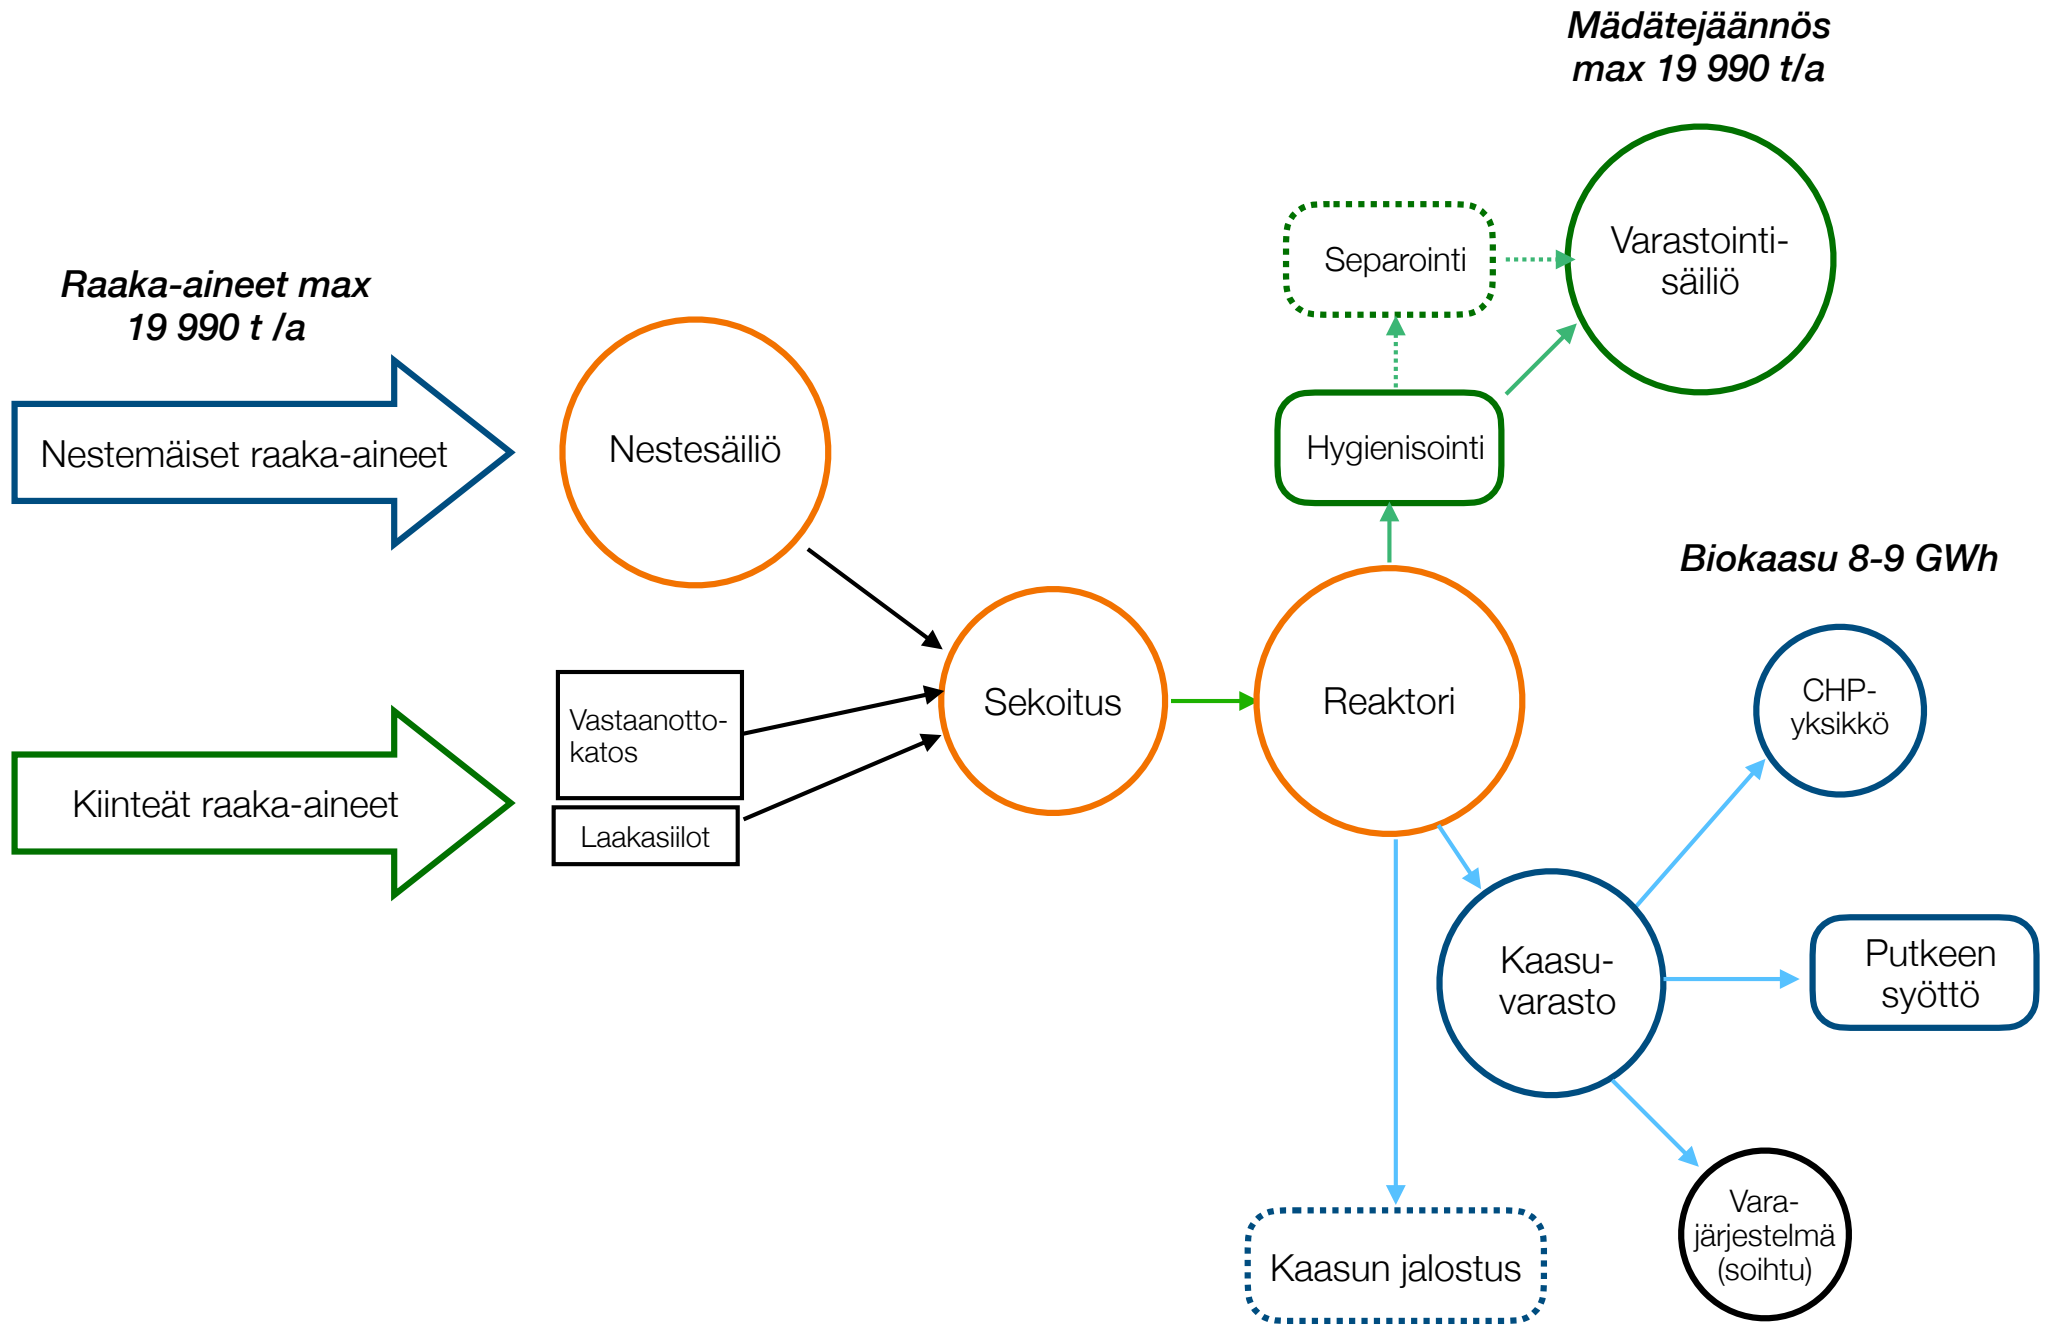 Mädätejäännös
max 19 990 t/a
Separointi
Varastointi-
säiliö
Raaka-aineet max
19 990 t /a
Nestemäiset raaka-aineet
Nestesäiliö
Hygienisointi
Biokaasu 8-9 GWh
Vastaanotto-
katos
Sekoitus
Reaktori
CHP-
yksikkö
Kiinteät raaka-aineet
Laakasiilot
Kaasu-
varasto
Putkeen
syöttö
Kaasun jalostus
Vara-
järjestelmä
(soihtu)